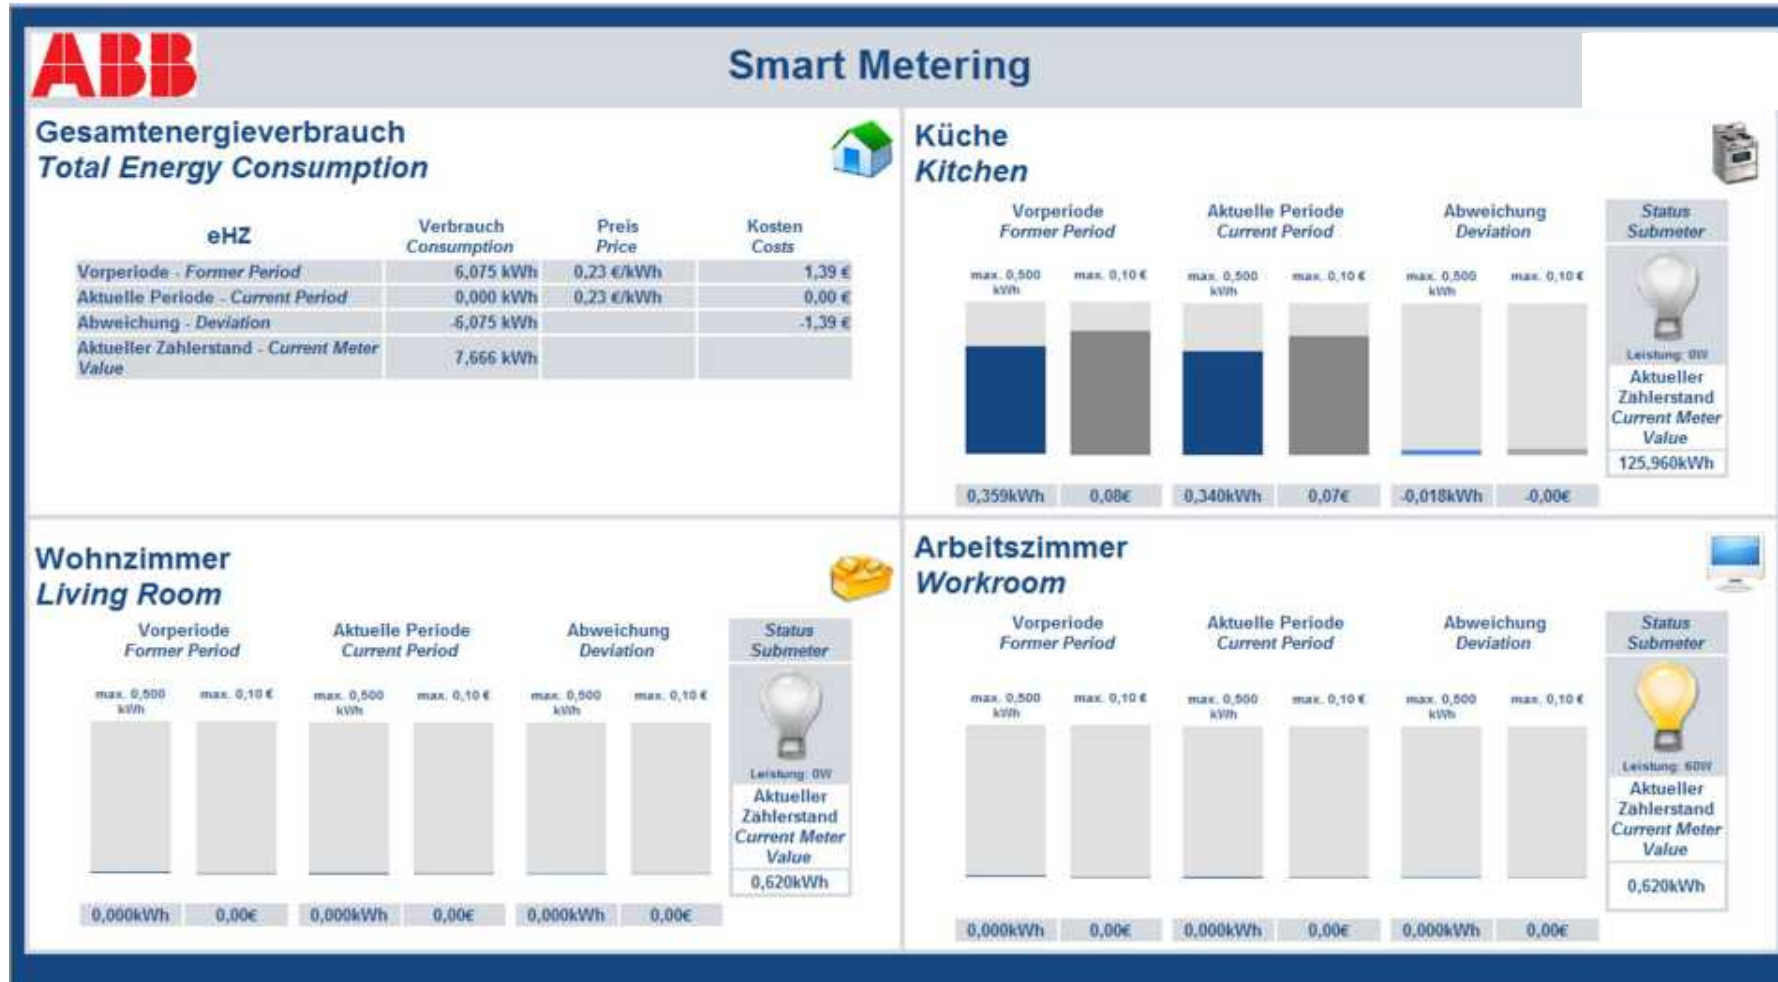 ABB
Smart Metering
Gesamtenergieverbrauch
Total Energy Consumption
eHZ
Verbrauch
Consumption
Preis
Price
Kosten
Costs
Vorperiode - Former Period 6,075 kWh 0,23 €/kWh 1,39 €
Aktuelle Periode - Current Period 0,000 kWh 0,23 €/kWh 0,00 €
Abweichung - Deviation -6,075 kWh -1,39 €
Aktueller Zählerstand - Current Meter
Value
7,666 kWh
Küche
Kitchen
Vorperiode
Former Period
Aktuelle Periode
Current Period
Abweichung
Deviation
Status
Submeter
max. 0,500
kWh
max. 0,10 €
max. 0,500
kWh
max. 0,10 €
max. 0,500
kWh
max. 0,10 €
Leistung: 0W
Aktueller
Zählerstand
Current Meter
Value
125,960kWh
0,359kWh 0,08€ 0,340kWh 0,07€ -0,018kWh -0,00€
Wohnzimmer
Living Room
Vorperiode
Former Period
Aktuelle Periode
Current Period
Abweichung
Deviation
Status
Submeter
max. 0,500
kWh
max. 0,10 €
max. 0,500
kWh
max. 0,10 €
max. 0,500
kWh
max. 0,10 €
Leistung: 0W
Aktueller
Zählerstand
Current Meter
Value
0,620kWh
0,000kWh 0,00€ 0,000kWh 0,00€ 0,000kWh 0,00€
Arbeitszimmer
Workroom
Vorperiode
Former Period
Aktuelle Periode
Current Period
Abweichung
Deviation
Status
Submeter
max. 0,500
kWh
max. 0,10 €
max. 0,500
kWh
max. 0,10 €
max. 0,500
kWh
max. 0,10 €
Leistung: 60W
Aktueller
Zählerstand
Current Meter
Value
0,620kWh
0,000kWh 0,00€ 0,000kWh 0,00€ 0,000kWh 0,00€